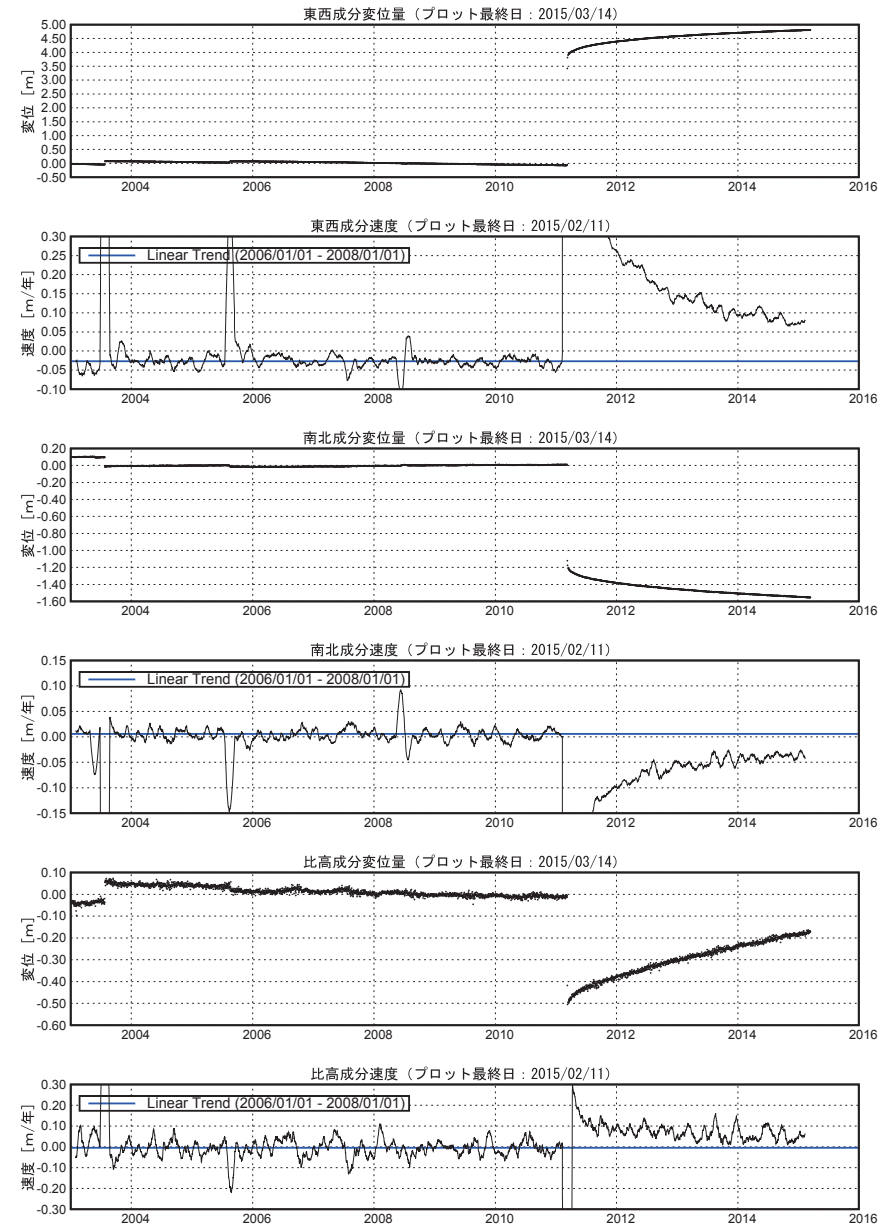 東西成分変位量（プロット最終日：2015/03/14）
変位 [m]
5.00
4.50
4.00
3.50
3.00
2.50
2.00
1.50
1.00
0.50
0.00
-0.50
2004 2006 2008 2010 2012 2014 2016
東西成分速度（プロット最終日：2015/02/11）
速度 [m/年]
0.30
0.25
0.20
0.15
0.10
0.05
0.00
-0.05
-0.10
Linear Trend (2006/01/01 - 2008/01/01)
2004 2006 2008 2010 2012 2014 2016
南北成分変位量（プロット最終日：2015/03/14）
変位 [m]
0.20
0.00
-0.20
-0.40
-0.60
-0.80
-1.00
-1.20
-1.40
-1.60
2004 2006 2008 2010 2012 2014 2016
南北成分速度（プロット最終日：2015/02/11）
速度 [m/年]
0.15
0.10
0.05
0.00
-0.05
-0.10
-0.15
Linear Trend (2006/01/01 - 2008/01/01)
2004 2006 2008 2010 2012 2014 2016
比高成分変位量（プロット最終日：2015/03/14）
変位 [m]
0.10
0.00
-0.10
-0.20
-0.30
-0.40
-0.50
-0.60
2004 2006 2008 2010 2012 2014 2016
比高成分速度（プロット最終日：2015/02/11）
速度 [m/年]
0.30
0.20
0.10
0.00
-0.10
-0.20
-0.30
Linear Trend (2006/01/01 - 2008/01/01)
2004 2006 2008 2010 2012 2014 2016